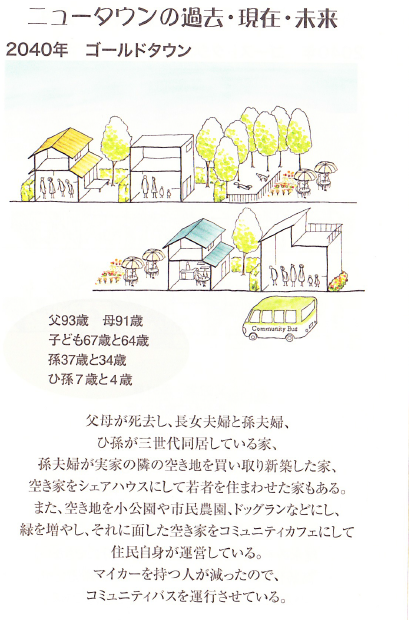 ニュータウンの過去・現在・未来
2040年　ゴールドタウン
Community Bus
父93歳　母91歳
子ども67歳と64歳
孫37歳と34歳
ひ孫７歳と４歳
父母が死去し、長女夫婦と孫夫婦、
ひ孫が三世代同居している家、
孫夫婦が実家の隣の空き地を買い取り新築した家、
空き家をシェアハウスにして若者を住まわせた家もある。
また、空き地を小公園や市民農園、ドッグランなどにし、
緑を増やし、それに面した空き家をコミュニティカフェにして
住民自身が運営している。
マイカーを持つ人が減ったので、
コミュニティバスを運行させている。